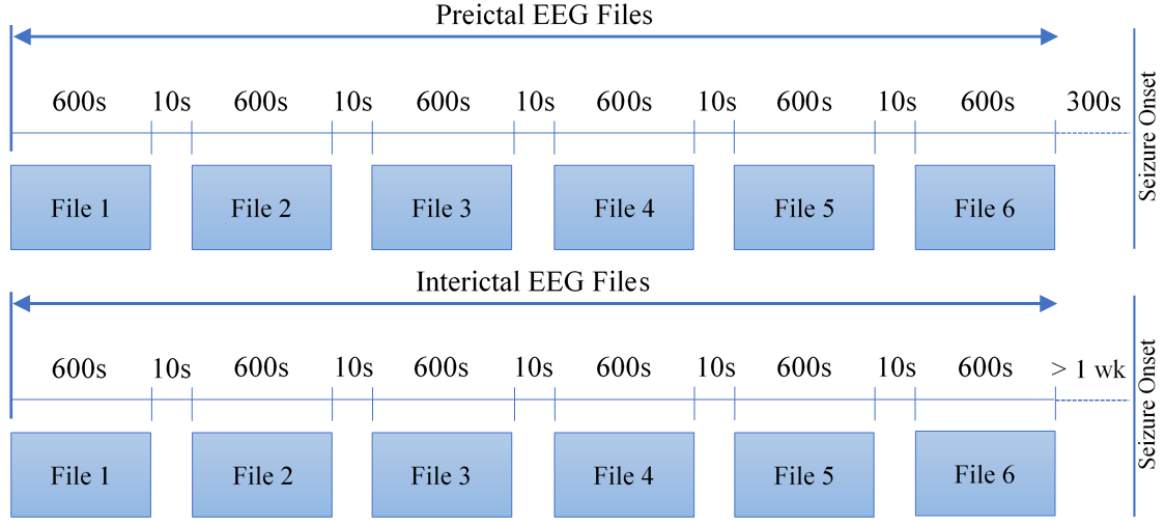 Preictal EEG Files
600s 10s 600s 10s 600s 10s 600s 10s 600s 10s 600s 300s
File 1 File 2 File 3 File 4 File 5 File 6
Seizure Onset
Interictal EEG Files
600s 10s 600s 10s 600s 10s 600s 10s 600s 10s 600s > 1 wk
File 1 File 2 File 3 File 4 File 5 File 6
Seizure Onset